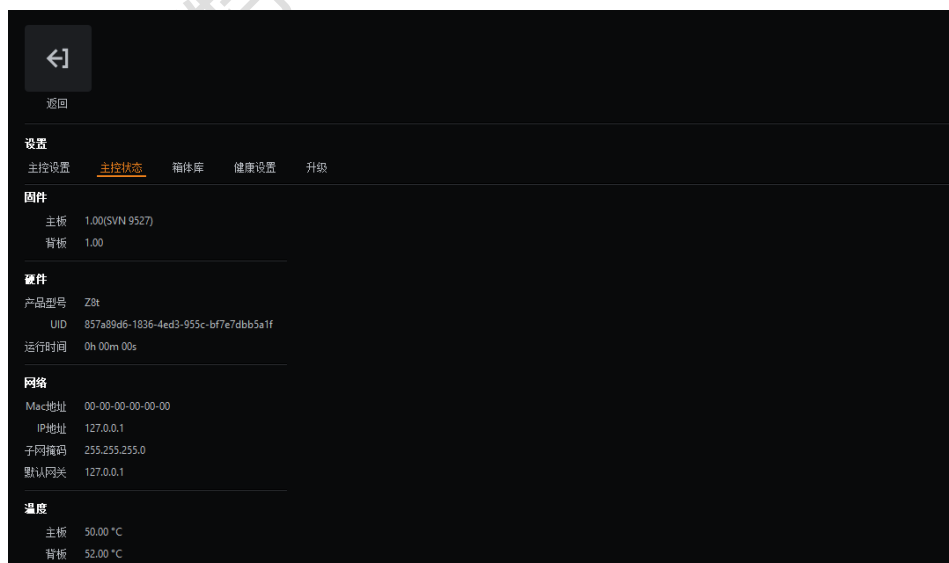 返回
设置
主控设置 主控状态 箱体库 健康设置 升级
固件
主板 1.00(SVN 9527)
背板 1.00
硬件
产品型号 Z8t
UID 857a89d6-1836-4ed3-955c-bf7e7dbb5a1f
运行时间 0h 00m 00s
网络
Mac地址 00-00-00-00-00-00
IP地址 127.0.0.1
子网掩码 255.255.255.0
默认网关 127.0.0.1
温度
主板 50.00 °C
背板 52.00 °C